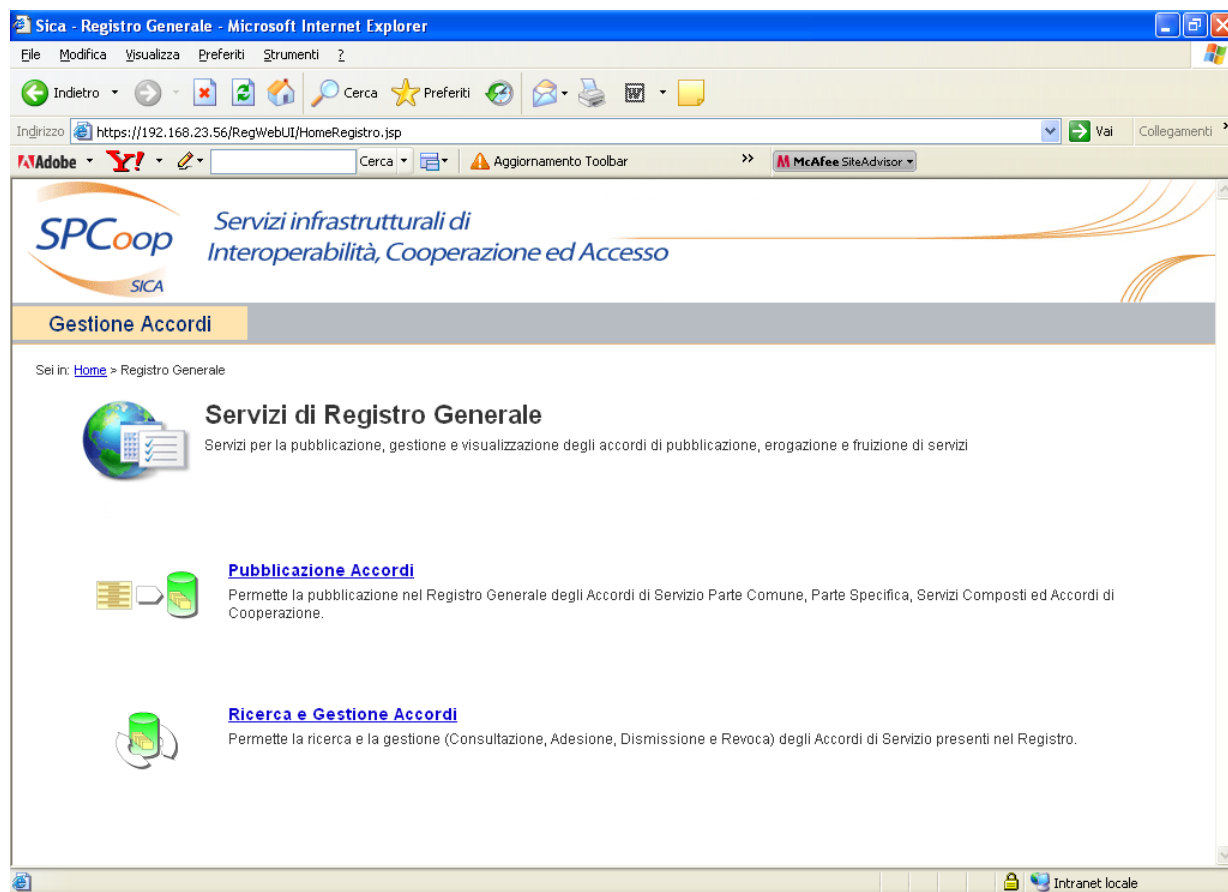 Sica - Registro Generale - Microsoft Internet Explorer
File Modifica Visualizza Preferiti Strumenti ?
Indietro Cerca Preferiti
Indirizzo https://192.168.23.56/RegWebUI/HomeRegistro.jsp Vai Collegamenti
Adobe Y! Cerca Aggiornamento Toolbar McAfee SiteAdvisor
SPCoop
SICA
Servizi infrastrutturali di
Interoperabilità, Cooperazione ed Accesso
Gestione Accordi
Sei in: Home > Registro Generale
Servizi di Registro Generale
Servizi per la pubblicazione, gestione e visualizzazione degli accordi di pubblicazione, erogazione e fruizione di servizi
Pubblicazione Accordi
Permette la pubblicazione nel Registro Generale degli Accordi di Servizio Parte Comune, Parte Specifica, Servizi Composti ed Accordi di
Cooperazione.
Ricerca e Gestione Accordi
Permette la ricerca e la gestione (Consultazione, Adesione, Dismissione e Revoca) degli Accordi di Servizio presenti nel Registro.
Intranet locale